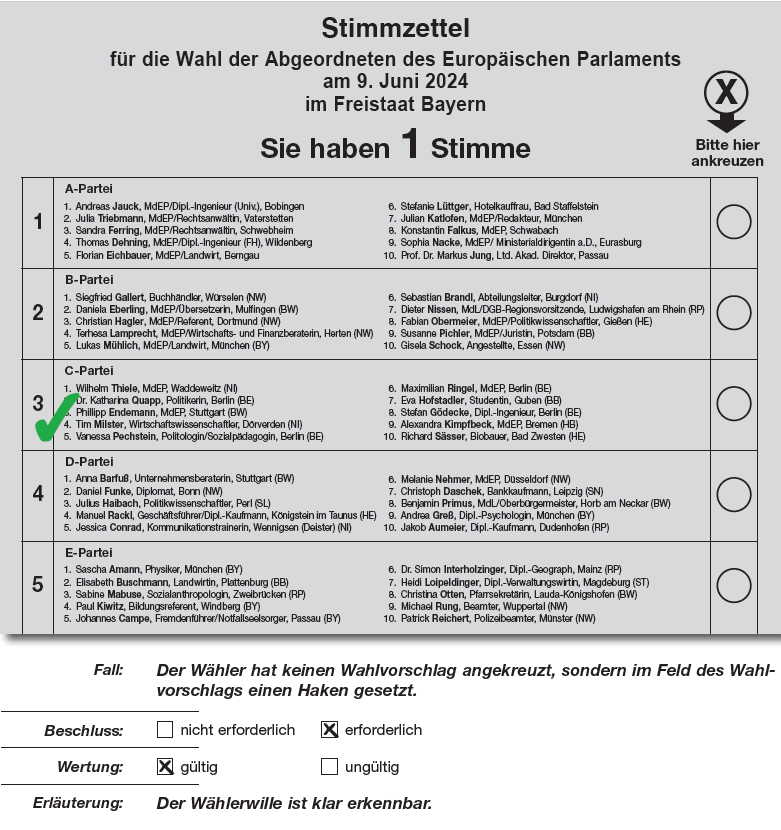 Stimmzettel
für die Wahl der Abgeordneten des Europäischen Parlaments
am 9. Juni 2024
im Freistaat Bayern
Sie haben 1 Stimme
X
Bitte hier
ankreuzen
1
A-Partei
1. Andreas Jauck, MdEP/Dipl.-Ingenieur (Univ.), Bobingen
2. Julia Triebmann, MdEP/Rechtsanwältin, Vaterstetten
3. Sandra Ferring, MdEP/Rechtsanwältin, Schwebheim
4. Thomas Dehning, MdEP/Dipl.-Ingenieur (FH), Wildenberg
5. Florian Eichbauer, MdEP/Landwirt, Berngau
6. Stefanie Lüttger, Hotelkauffrau, Bad Staffelstein
7. Julian Katlofen, MdEP/Redakteur, München
8. Konstantin Falkus, MdEP, Schwabach
9. Sophia Nacke, MdEP/ Ministerialdirigentin a.D., Eurasburg
10. Prof. Dr. Markus Jung, Ltd. Akad. Direktor, Passau
2
B-Partei
1. Siegfried Gallert, Buchhändler, Würselen (NW)
2. Daniela Eberling, MdEP/Übersetzerin, Mulfingen (BW)
3. Christian Hagler, MdEP/Referent, Dortmund (NW)
4. Terhesa Lamprecht, MdEP/Wirtschafts- und Finanzberaterin, Herten (NW)
5. Lukas Mühlich, MdEP/Landwirt, München (BY)
6. Sebastian Brandl, Abteilungsleiter, Burgdorf (NI)
7. Dieter Nissen, MdL/DGB-Regionsvorsitzende, Ludwigshafen am Rhein (RP)
8. Fabian Obermeier, MdEP/Politikwissenschaftler, Gießen (HE)
9. Susanne Pichler, MdEP/Juristin, Potsdam (BB)
10. Gisela Schock, Angestellte, Essen (NW)
3
C-Partei
1. Wilhelm Thiele, MdEP, Waddeweitz (NI)
Dr. Katharina Quapp, Politikerin, Berlin (BE)
Phillipp Endemann, MdEP, Stuttgart (BW)
4. Tim Milster, Wirtschaftswissenschaftler, Dörverden (NI)
5. Vanessa Pechstein, Politologin/Sozialpädagogin, Berlin (BE)
6. Maximilian Ringel, MdEP, Berlin (BE)
7. Eva Hofstadler, Studentin, Guben (BB)
8. Stefan Gödecke, Dipl.-Ingenieur, Berlin (BE)
9. Alexandra Kimpfbeck, MdEP, Bremen (HB)
10. Richard Sässer, Biobauer, Bad Zwesten (HE)
4
D-Partei
1. Anna Barfuß, Unternehmensberaterin, Stuttgart (BW)
2. Daniel Funke, Diplomat, Bonn (NW)
3. Julius Haibach, Politikwissenschaftler, Perl (SL)
4. Manuel Rackl, Geschäftsführer/Dipl.-Kaufmann, Königstein im Taunus (HE)
5. Jessica Conrad, Kommunikationstrainerin, Wennigsen (Deister) (NI)
6. Melanie Nehmer, MdEP, Düsseldorf (NW)
7. Christoph Daschek, Bankkaufmann, Leipzig (SN)
8. Benjamin Primus, MdL/Oberbürgermeister, Horb am Neckar (BW)
9. Andrea Greß, Dipl.-Psychologin, München (BY)
10. Jakob Aumeier, Dipl.-Kaufmann, Dudenhofen (RP)
5
E-Partei
1. Sascha Amann, Physiker, München (BY)
2. Elisabeth Buschmann, Landwirtin, Plattenburg (BB)
3. Sabine Mabuse, Sozialanthropologin, Zweibrücken (RP)
4. Paul Kiwitz, Bildungsreferent, Windberg (BY)
5. Johannes Campe, Fremdenführer/Notfallseelsorger, Passau (BY)
6. Dr. Simon Interholzinger, Dipl.-Geograph, Mainz (RP)
7. Heidi Loipeldinger, Dipl.-Verwaltungswirtin, Magdeburg (ST)
8. Christina Otten, Pfarrsekretärin, Lauda-Königshofen (BW)
9. Michael Rung, Beamter, Wuppertal (NW)
10. Patrick Reichert, Polizeibeamter, Münster (NW)
Fall: Der Wähler hat keinen Wahlvorschlag angekreuzt, sondern im Feld des Wahl-
vorschlags einen Haken gesetzt.
Beschluss: nicht erforderlich X erforderlich
Wertung: X gültig ungültig
Erläuterung: Der Wählerwille ist klar erkennbar.